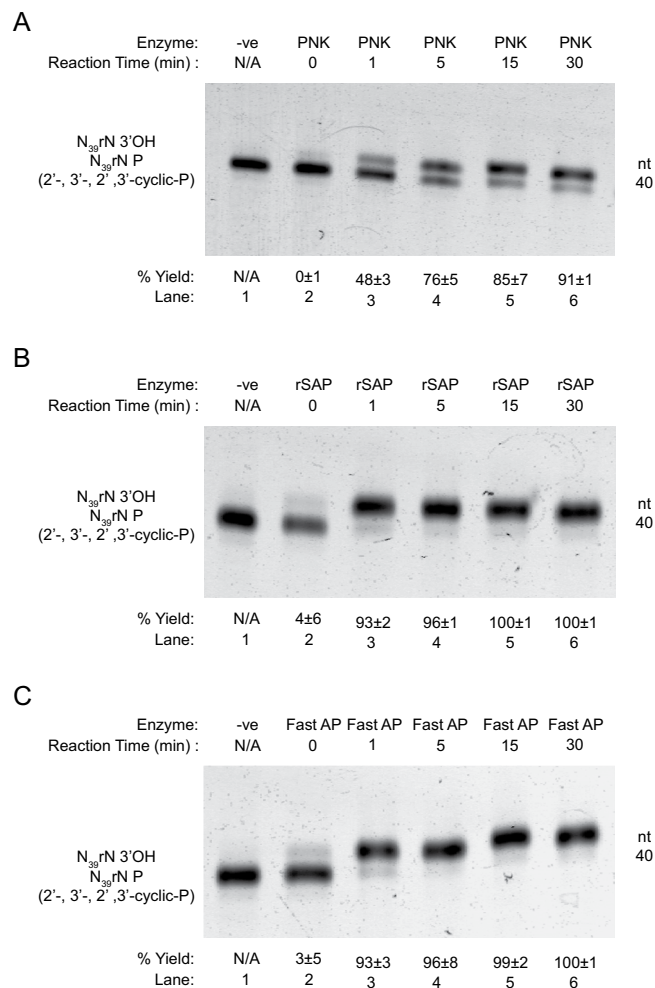 A
Enzyme: -ve PNK PNK PNK PNK PNK
Reaction Time (min) : N/A 0 1 5 15 30
N39rN 3'OH
N39rN P
(2'-, 3'-, 2' ,3'-cyclic-P)
nt
40
% Yield: N/A 0±1 48±3 76±5 85±7 91±1
Lane: 1 2 3 4 5 6
B
Enzyme: -ve rSAP rSAP rSAP rSAP rSAP
Reaction Time (min) : N/A 0 1 5 15 30
N39rN 3'OH
N39rN P
(2'-, 3'-, 2' ,3'-cyclic-P)
nt
40
% Yield: N/A 4±6 93±2 96±1 100±1 100±1
Lane: 1 2 3 4 5 6
C
Enzyme: -ve Fast AP Fast AP Fast AP Fast AP Fast AP
Reaction Time (min) : N/A 0 1 5 15 30
N39rN 3'OH
N39rN P
(2'-, 3'-, 2' ,3'-cyclic-P)
nt
40
% Yield: N/A 3±5 93±3 96±8 99±2 100±1
Lane: 1 2 3 4 5 6